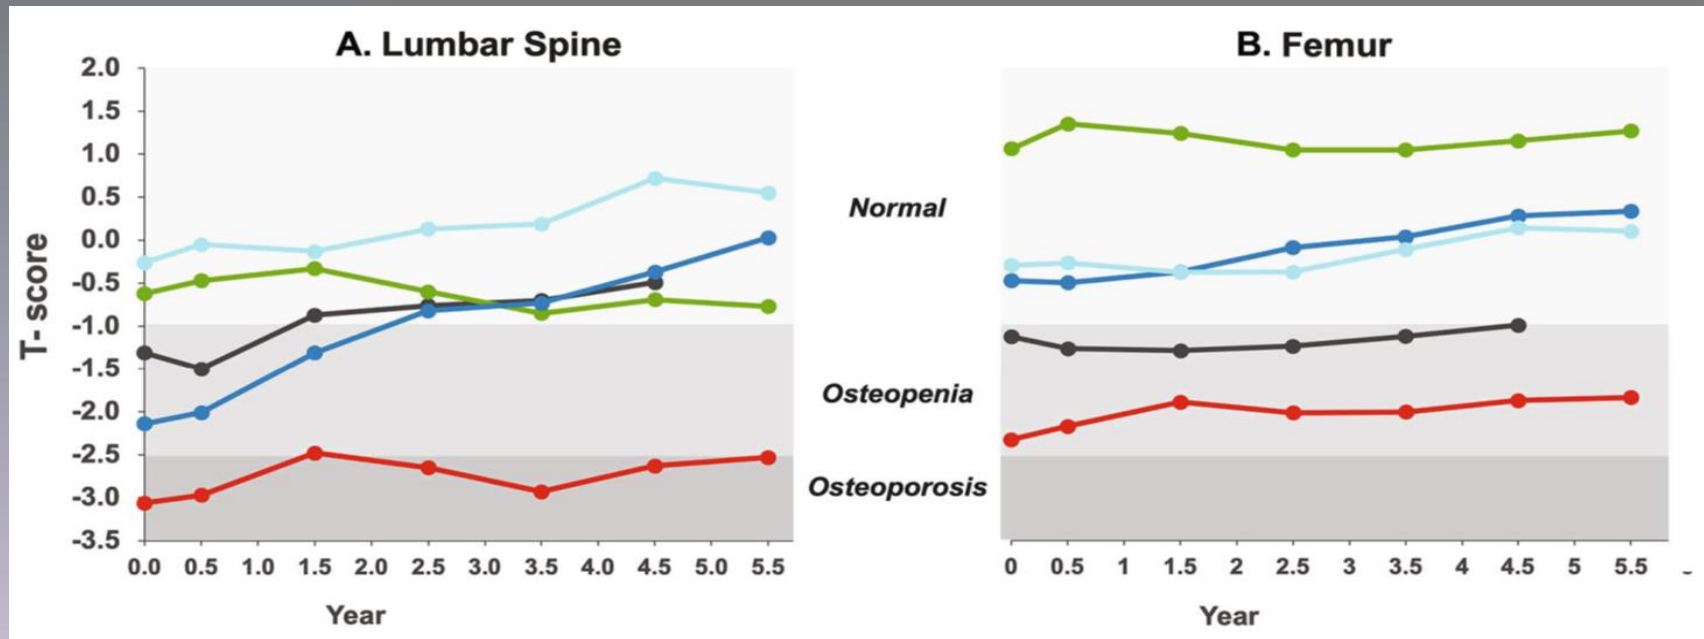 A. Lumbar Spine
B. Femur
T- score
2.0
1.5
1.0
0.5
0.0
-0.5
-1.0
-1.5
-2.0
-2.5
-3.0
-3.5
Normal
Osteopenia
Osteoporosis
0.0 0.5 1.0 1.5 2.0 2.5 3.0 3.5 4.0 4.5 5.0 5.5
0 0.5 1 1.5 2 2.5 3 3.5 4 4.5 5 5.5
Year
Year